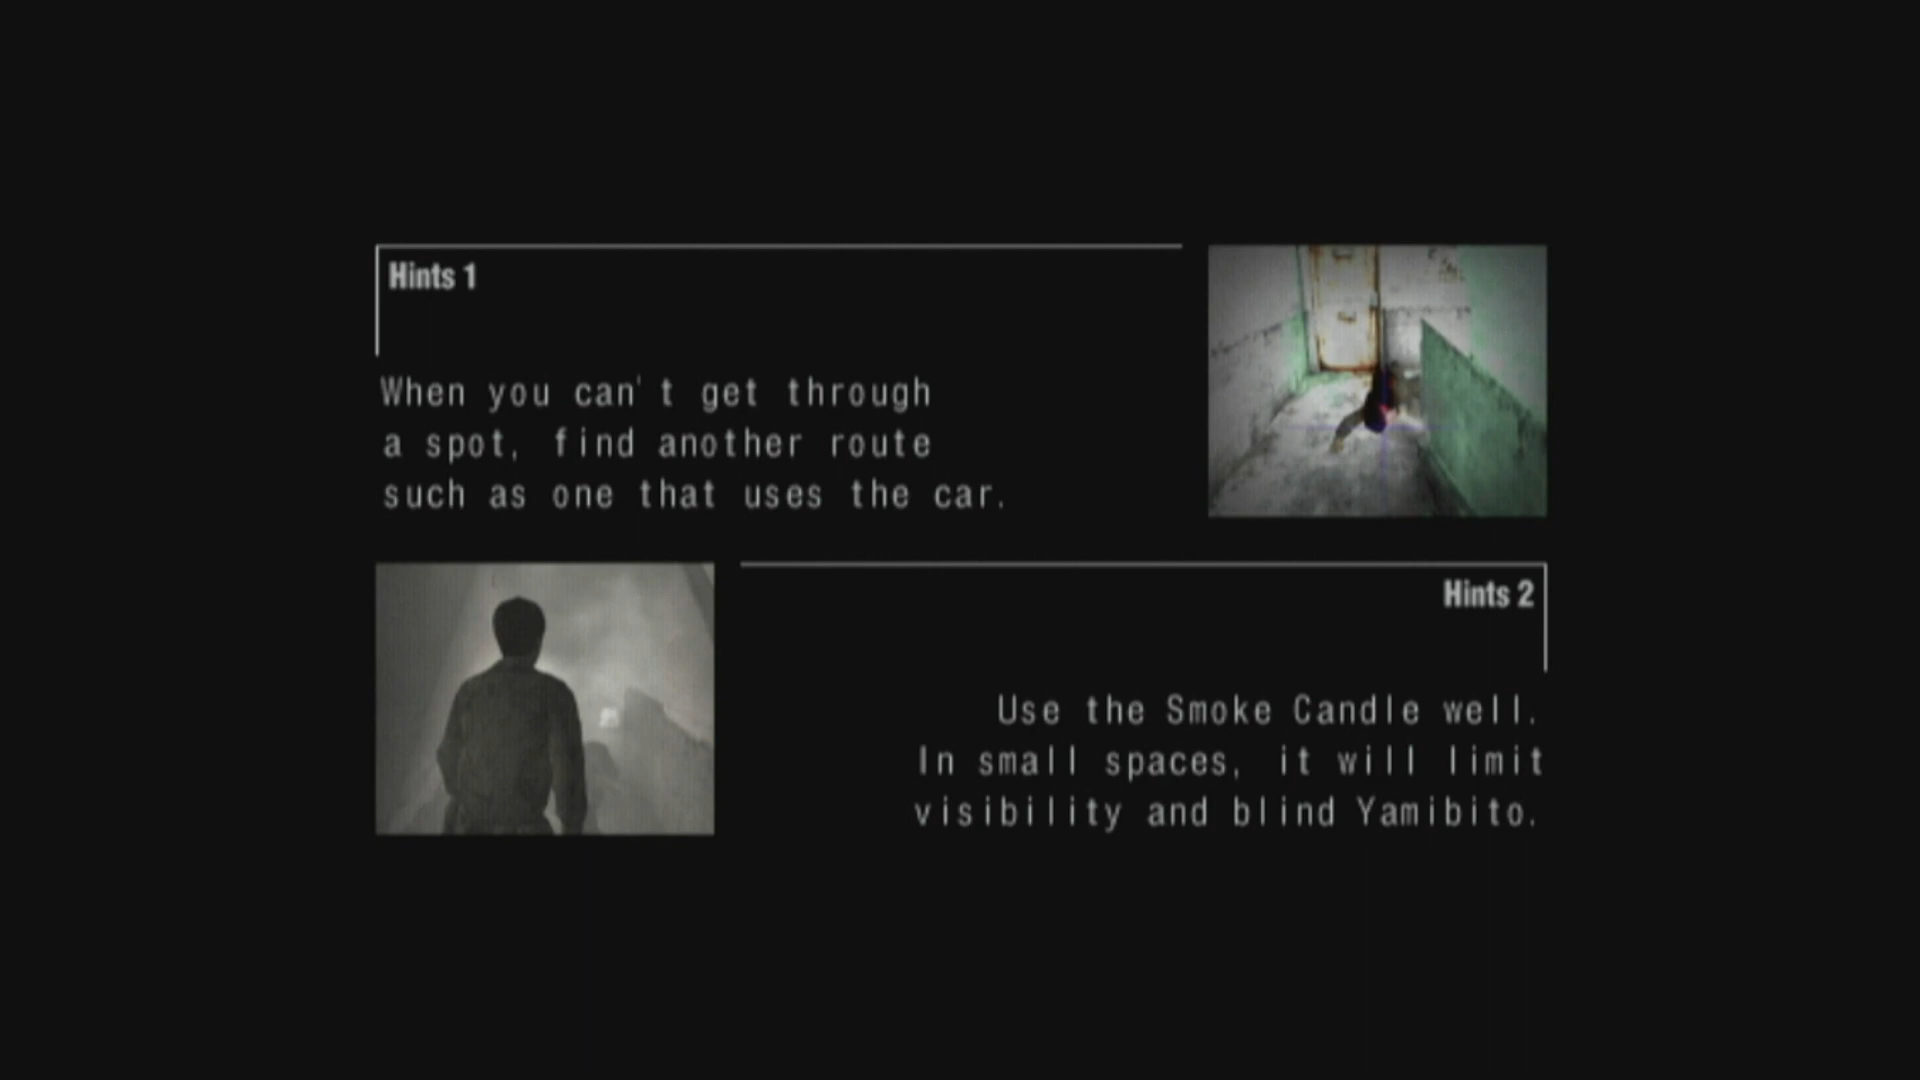 Hints 1
When you can't get through
a spot, find another route
such as one that uses the car.
Hints 2
Use the Smoke Candle well.
In small spaces, it will limit
visibility and blind Yamibito.